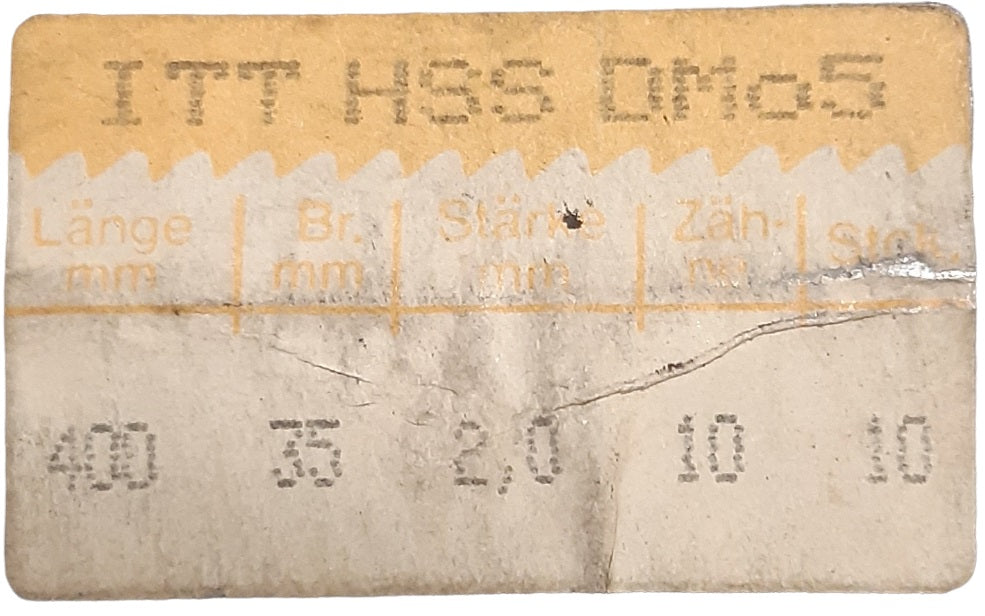 ITT HSS DMo5
Länge Br. Stärke Zäh- Stck.
mm mm mm ne
400 35 2,0 10 10